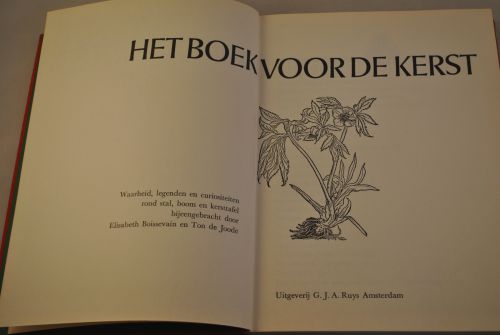 HET BOEK VOOR DE KERST
Waarheid, legenden en curiositeiten
rond stal, boom en kersttafel
bijeengebracht door
Elisabeth Boissevain en Ton de Joode
Uitgeverij G. J. A. Ruys Amsterdam